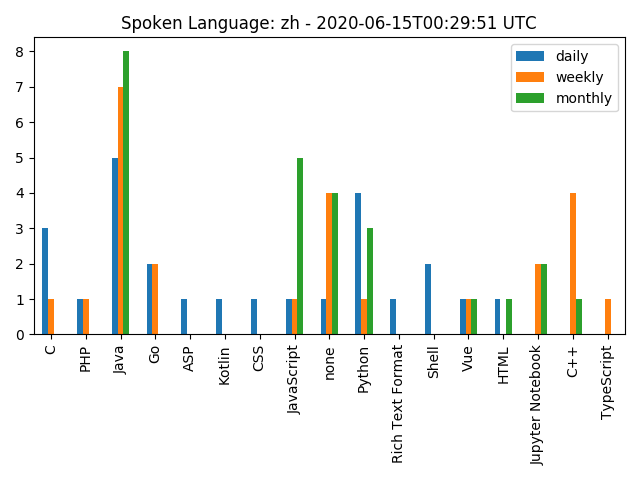 Spoken Language: zh - 2020-06-15T00:29:51 UTC
daily
weekly
monthly
8
7
6
5
4
3
2
1
0
C
PHP
Java
Go
ASP
Kotlin
CSS
JavaScript
none
Python
Rich Text Format
Shell
Vue
HTML
Jupyter Notebook
C++
TypeScript